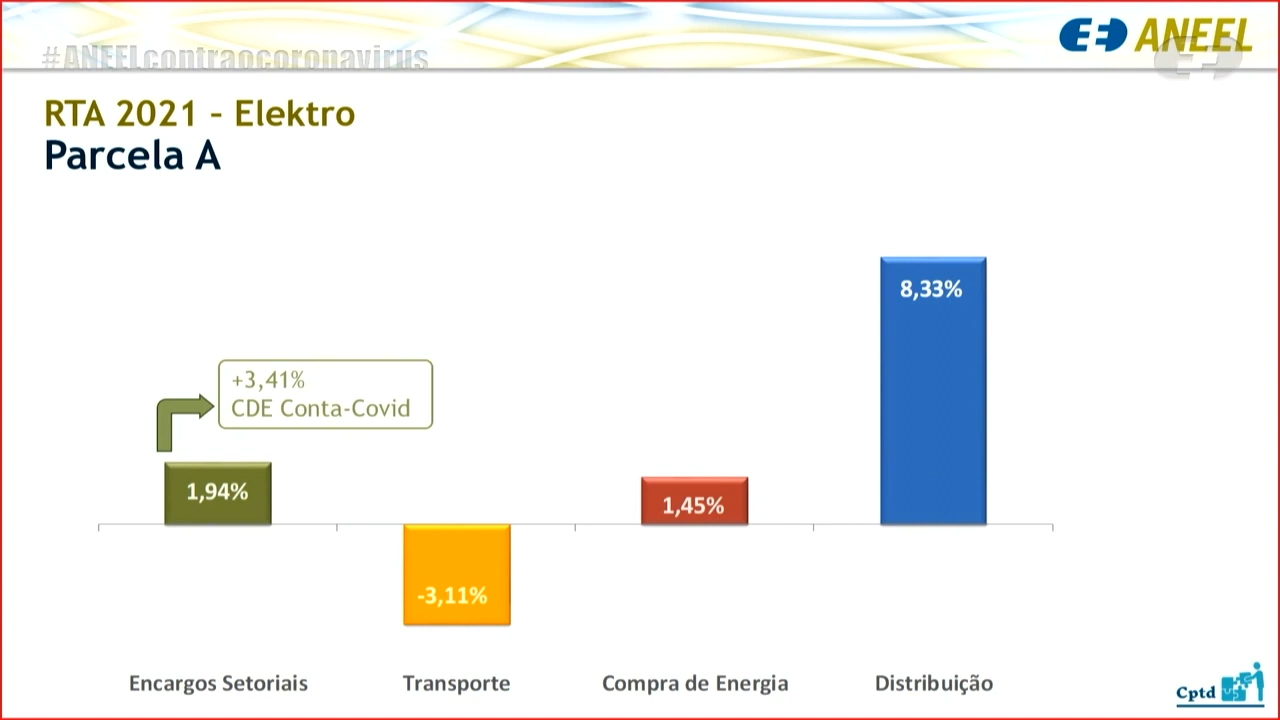 #ANEELcontraocoronavirus
ANEEL
RTA 2021 – Elektro
Parcela A
8,33%
+3,41%
CDE Conta-Covid
1,94%
1,45%
-3,11%
Encargos Setoriais
Transporte
Compra de Energia
Distribuição
Cptd